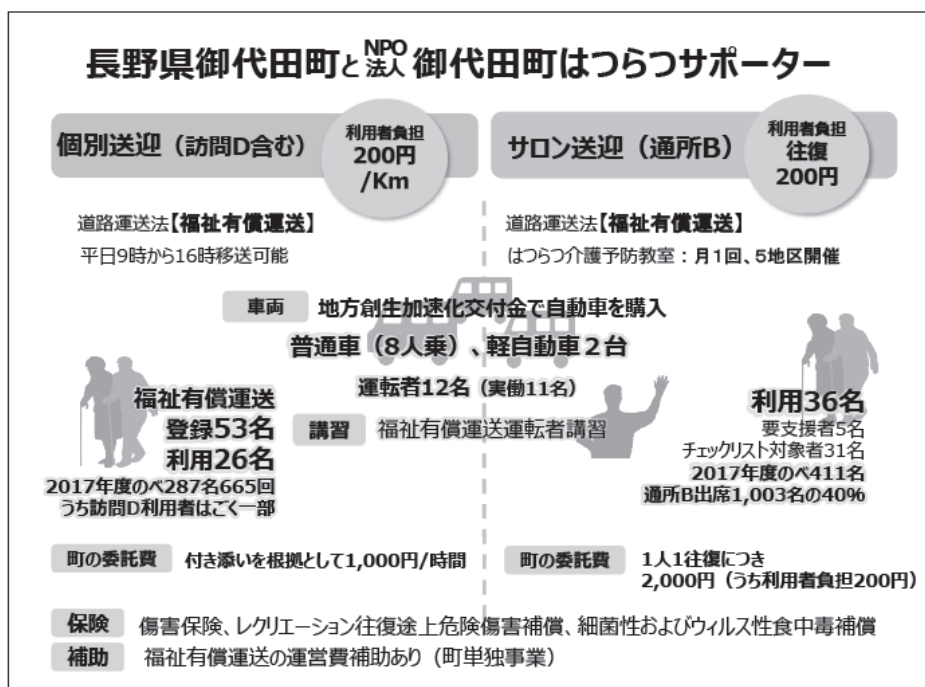 長野県御代田町とNPO法人御代田町はつらつサポーター
個別送迎（訪問D含む）
利用者負担
200円
/Km
道路運送法【福祉有償運送】
平日9時から16時移送可能
サロン送迎（通所B）
利用者負担
往復
200円
道路運送法【福祉有償運送】
はつらつ介護予防教室：月1回、5地区開催
車両 地方創生加速化交付金で自動車を購入
普通車（8人乗）、軽自動車２台
運転者12名（実働11名）
講習 福祉有償運送運転者講習
福祉有償運送
登録53名
利用26名
2017年度のべ287名665回
うち訪問D利用者はごく一部
利用36名
要支援者5名
チェックリスト対象者31名
2017年度のべ411名
通所B出席1,003名の40%
町の委託費 付き添いを根拠として1,000円/時間
町の委託費 1人1往復につき
2,000円（うち利用者負担200円）
保険 傷害保険、レクリエーション往復途上危険傷害補償、細菌性およびウィルス性食中毒補償
補助 福祉有償運送の運営費補助あり（町単独事業）